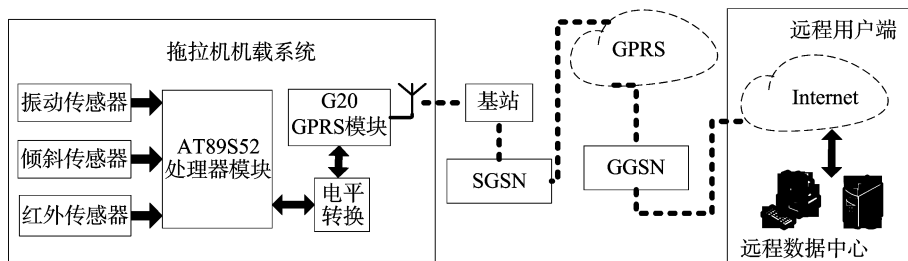 拖拉机机载系统
振动传感器
倾斜传感器
红外传感器
AT89S52
处理器模块
G20
GPRS模块
电平
转换
基站
SGSN
GPRS
GGSN
远程用户端
Internet
远程数据中心